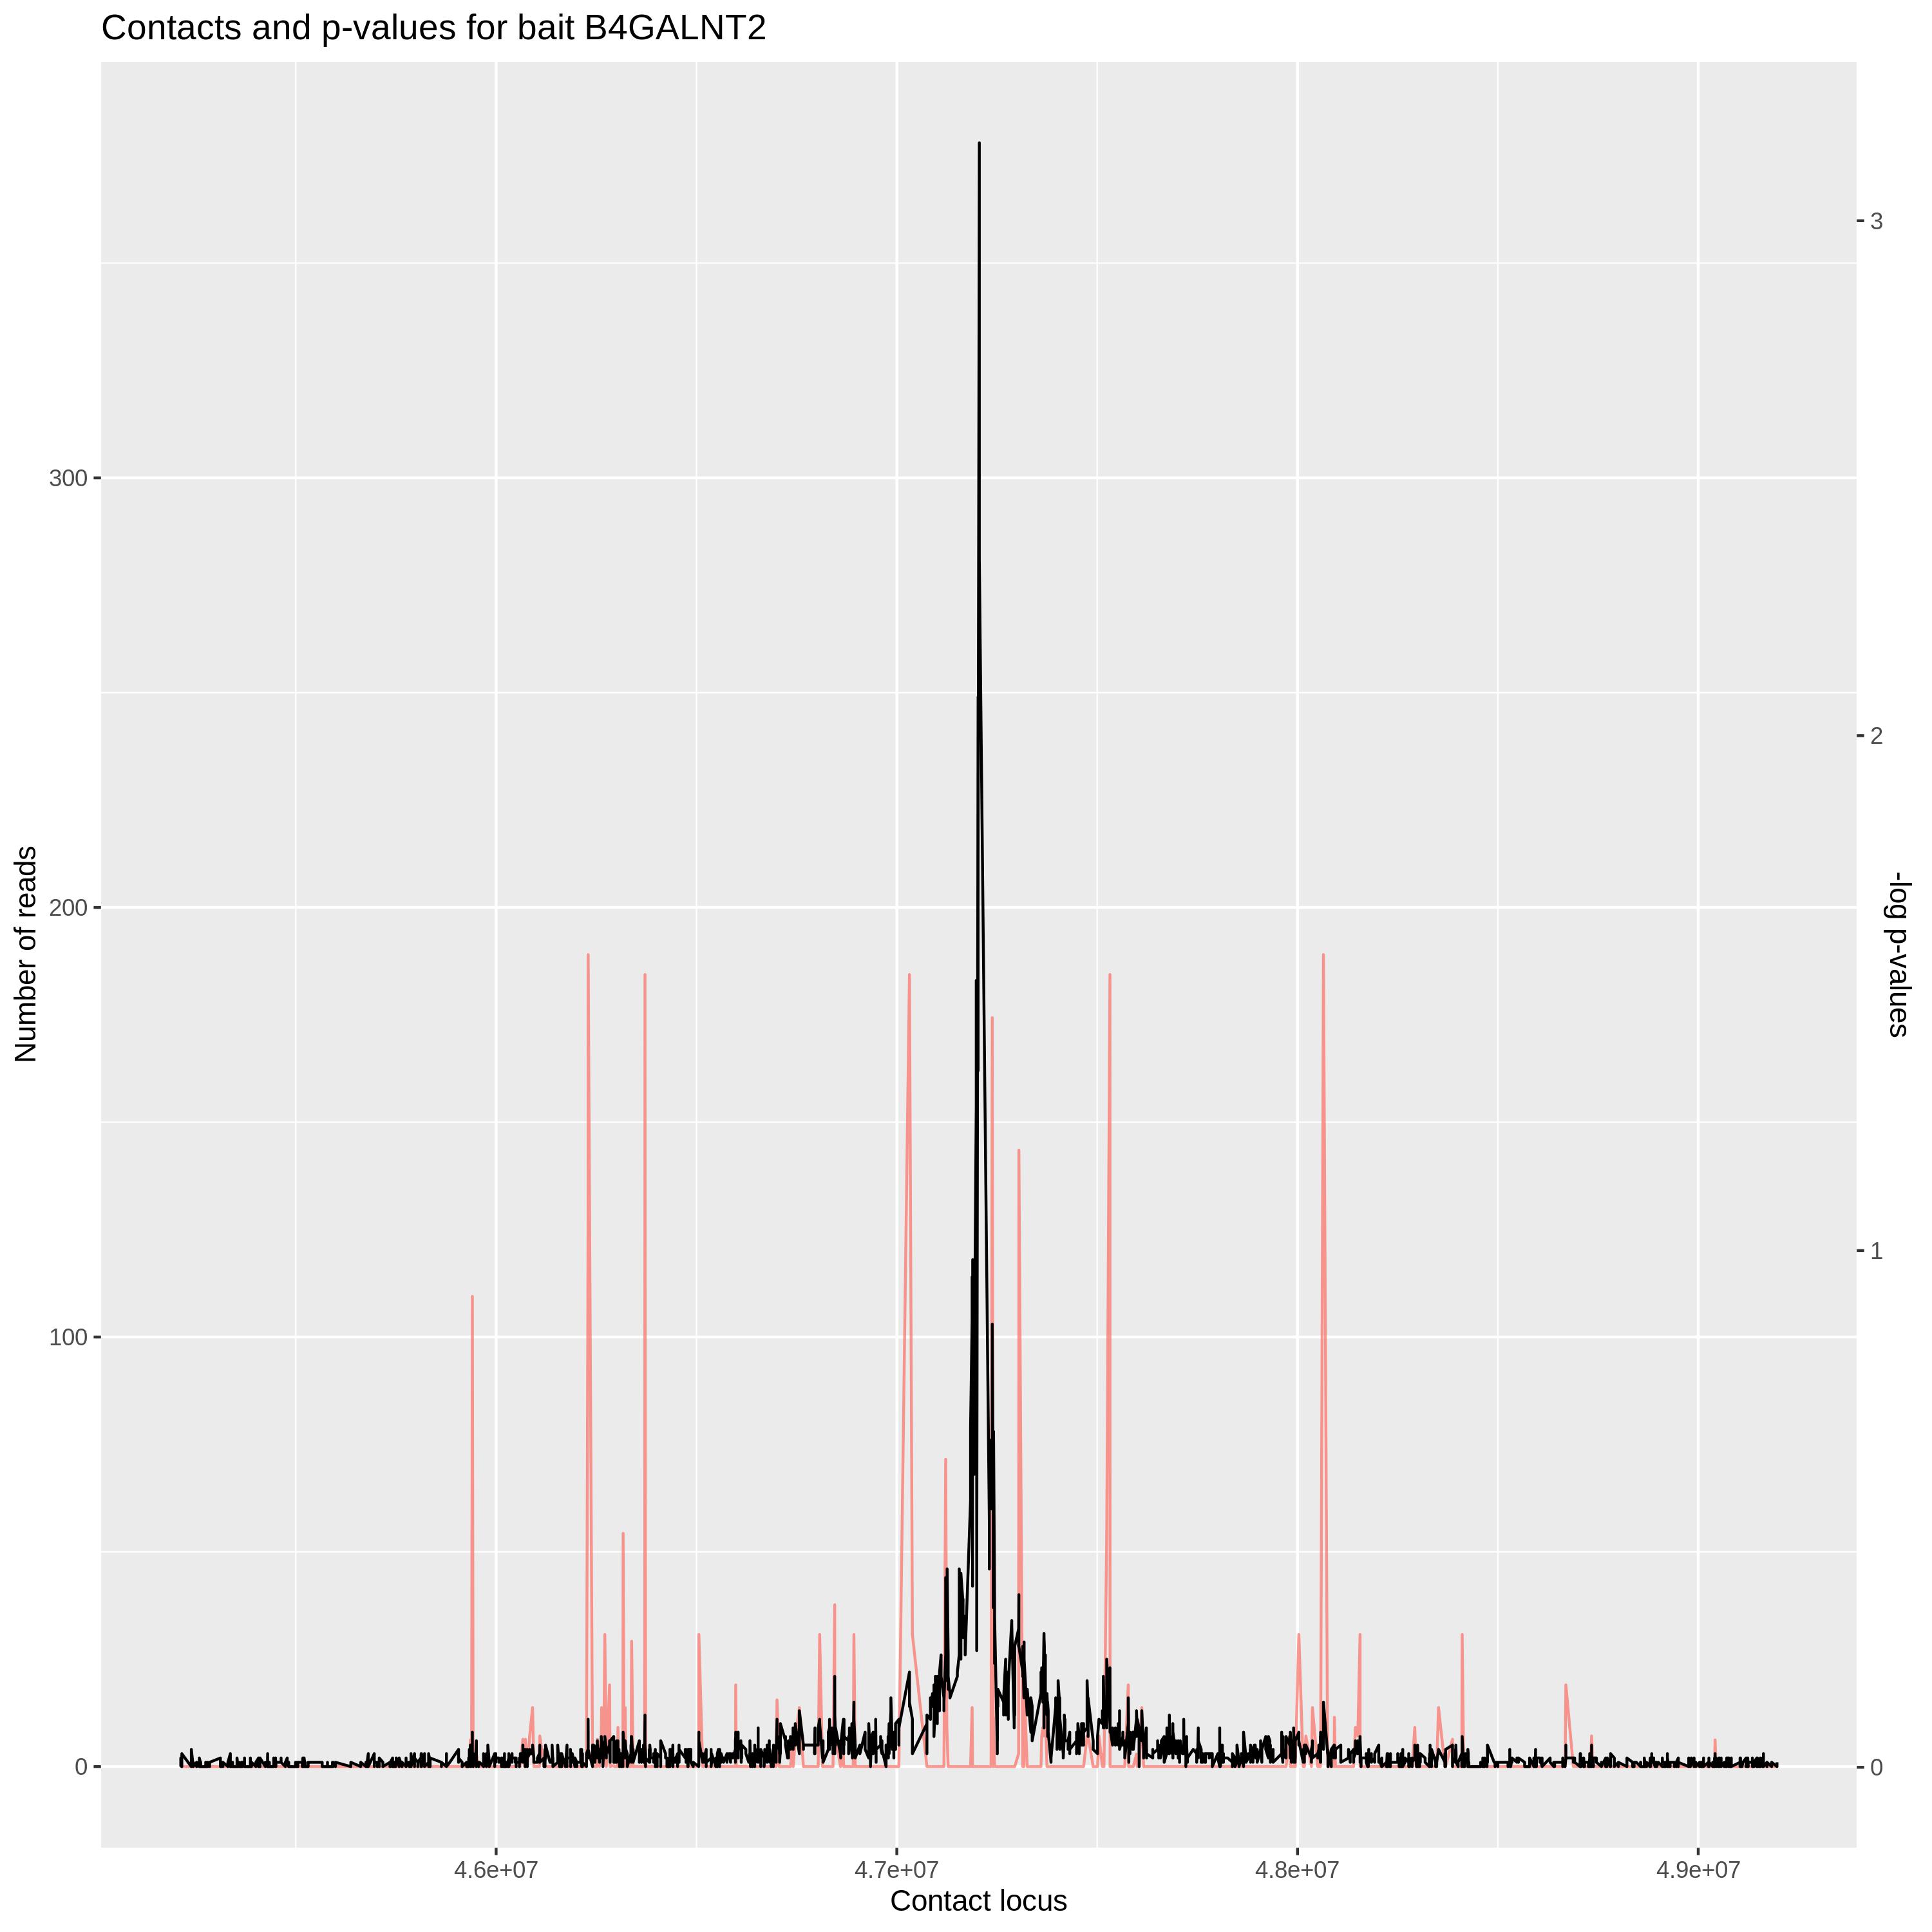 Contacts and p-values for bait B4GALNT2
300
200
100
0
Number of reads
3
2
1
0
-log p-values
4.6e+07
4.7e+07
4.8e+07
4.9e+07
Contact locus